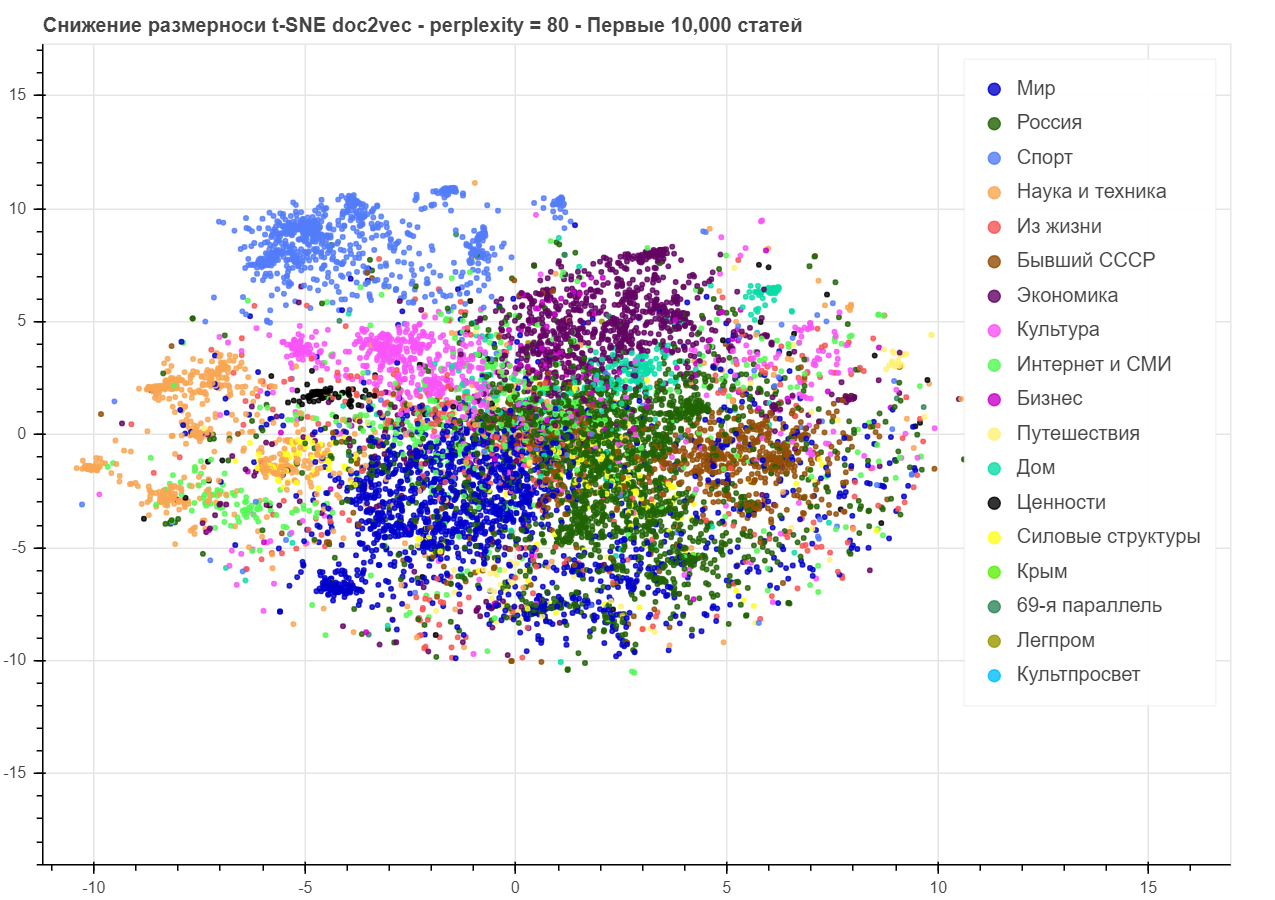 Снижение размерноси t-SNE doc2vec - perplexity = 80 - Первые 10,000 статей
15
10
5
0
-5
-10
-15
-10
-5
0
5
10
15
Мир
Россия
Спорт
Наука и техника
Из жизни
Бывший СССР
Экономика
Культура
Интернет и СМИ
Бизнес
Путешествия
Дом
Ценности
Силовые структуры
Крым
69-я параллель
Легпром
Культпросвет